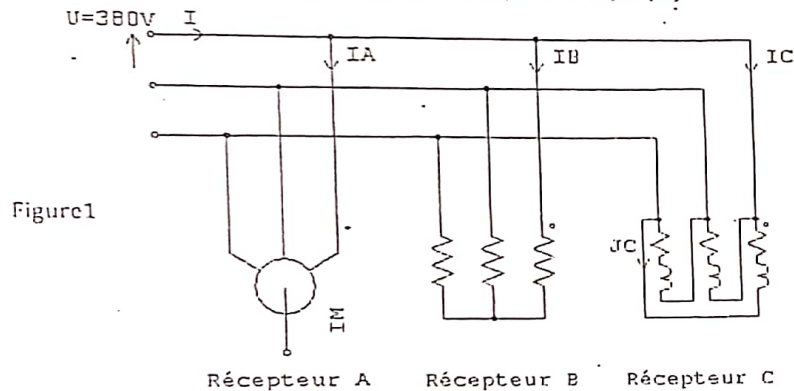 U=380V I
IA IB IC
Figure1
JC
IM
Récepteur A Récepteur B Récepteur C